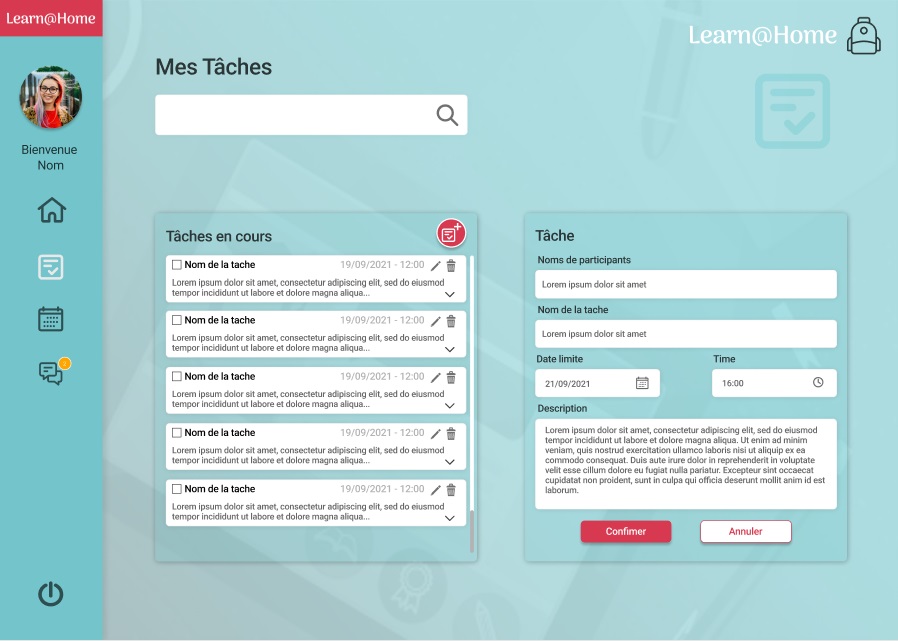 Learn@Home
Learn@Home
Bienvenue
Nom
Mes Tâches
Tâches en cours
Nom de la tache 19/09/2021 - 12:00
Lorem ipsum dolor sit amet, consectetur adipiscing elit, sed do eiusmod
tempor incididunt ut labore et dolore magna aliqua...
Nom de la tache 19/09/2021 - 12:00
Lorem ipsum dolor sit amet, consectetur adipiscing elit, sed do eiusmod
tempor incididunt ut labore et dolore magna aliqua...
Nom de la tache 19/09/2021 - 12:00
Lorem ipsum dolor sit amet, consectetur adipiscing elit, sed do eiusmod
tempor incididunt ut labore et dolore magna aliqua...
Nom de la tache 19/09/2021 - 12:00
Lorem ipsum dolor sit amet, consectetur adipiscing elit, sed do eiusmod
tempor incididunt ut labore et dolore magna aliqua...
Nom de la tache 19/09/2021 - 12:00
Lorem ipsum dolor sit amet, consectetur adipiscing elit, sed do eiusmod
tempor incididunt ut labore et dolore magna aliqua...
Tâche
Noms de participants
Lorem ipsum dolor sit amet
Nom de la tache
Lorem ipsum dolor sit amet
Date limite Time
21/09/2021 16:00
Description
Lorem ipsum dolor sit amet, consectetur adipiscing elit, sed do eiusmod
tempor incididunt ut labore et dolore magna aliqua. Ut enim ad minim
veniam, quis nostrud exercitation ullamco laboris nisi ut aliquip ex ea
commodo consequat. Duis aute irure dolor in reprehenderit in voluptate
velit esse cillum dolore eu fugiat nulla pariatur. Excepteur sint occaecat
cupidatat non proident, sunt in culpa qui officia deserunt mollit anim id est
laborum.
Confimer Annuler